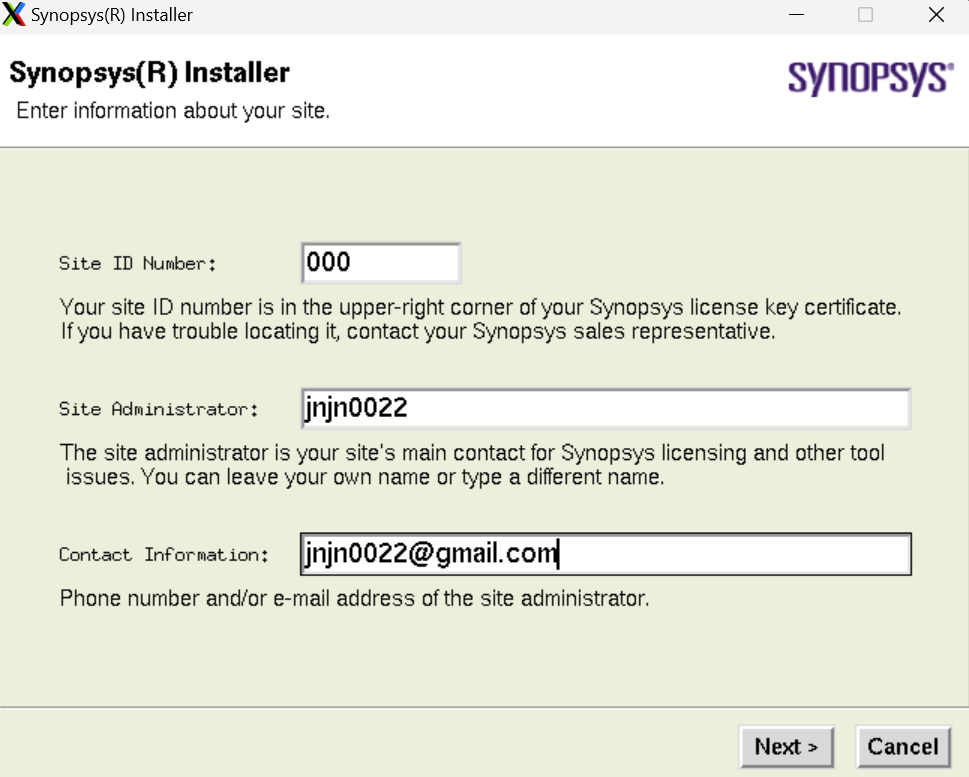 Synopsys(R) Installer
Synopsys(R) Installer
SYNOPSYS®
Enter information about your site.
Site ID Number: 000
Your site ID number is in the upper-right corner of your Synopsys license key certificate.
If you have trouble locating it, contact your Synopsys sales representative.
Site Administrator: jnjn0022
The site administrator is your site's main contact for Synopsys licensing and other tool
issues. You can leave your own name or type a different name.
Contact Information: jnjn0022@gmail.com
Phone number and/or e-mail address of the site administrator.
Next > Cancel